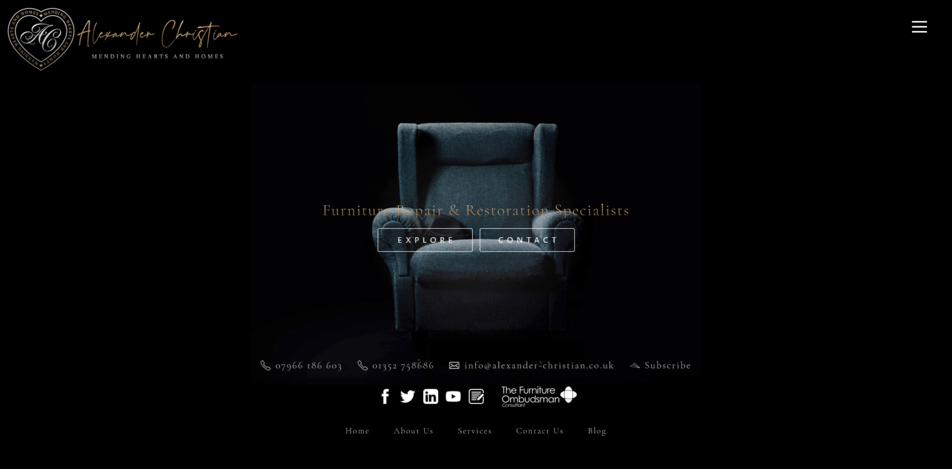 Alexander Christian
MENDING HEARTS AND HOMES
Furniture Repair & Restoration Specialists
EXPLORE
CONTACT
07966 186 603
01352 758686
info@alexander-christian.co.uk
Subscribe
The Furniture
Ombudsman
Consultant
Home
About Us
Services
Contact Us
Blog